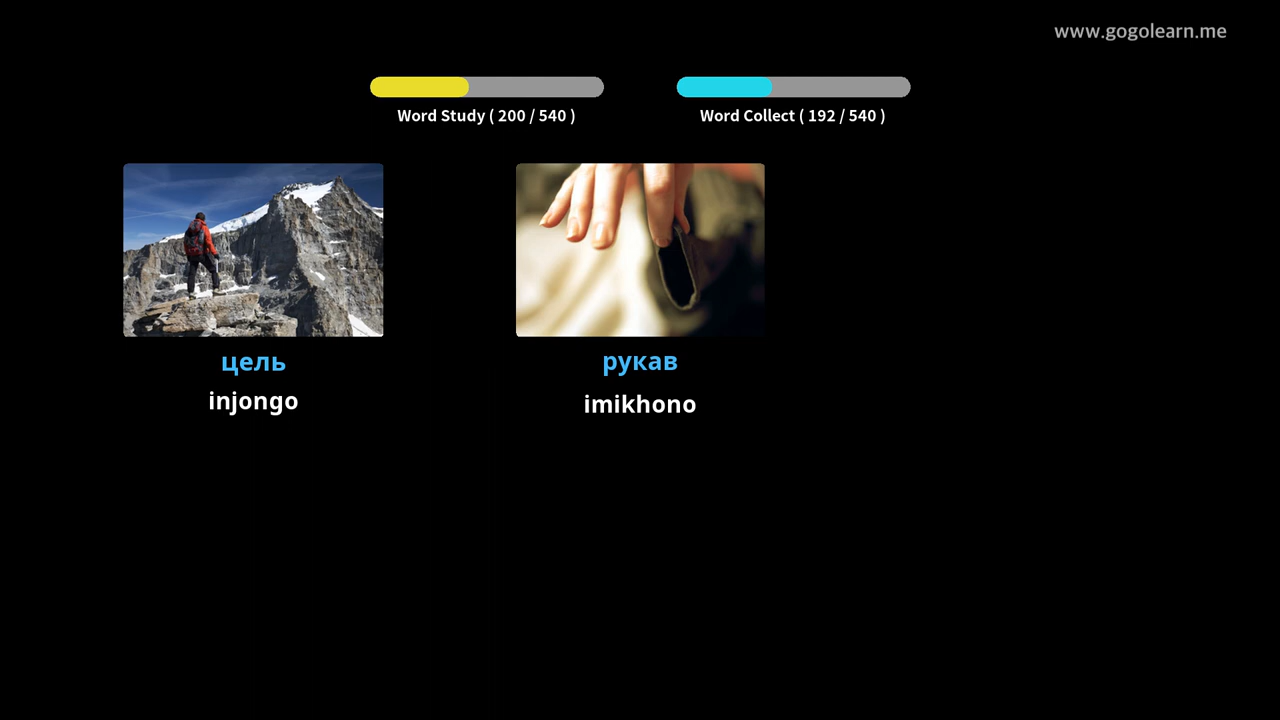 www.gogolearn.me
Word Study ( 200 / 540 )
Word Collect ( 192 / 540 )
цель
injongo
рукав
imikhono